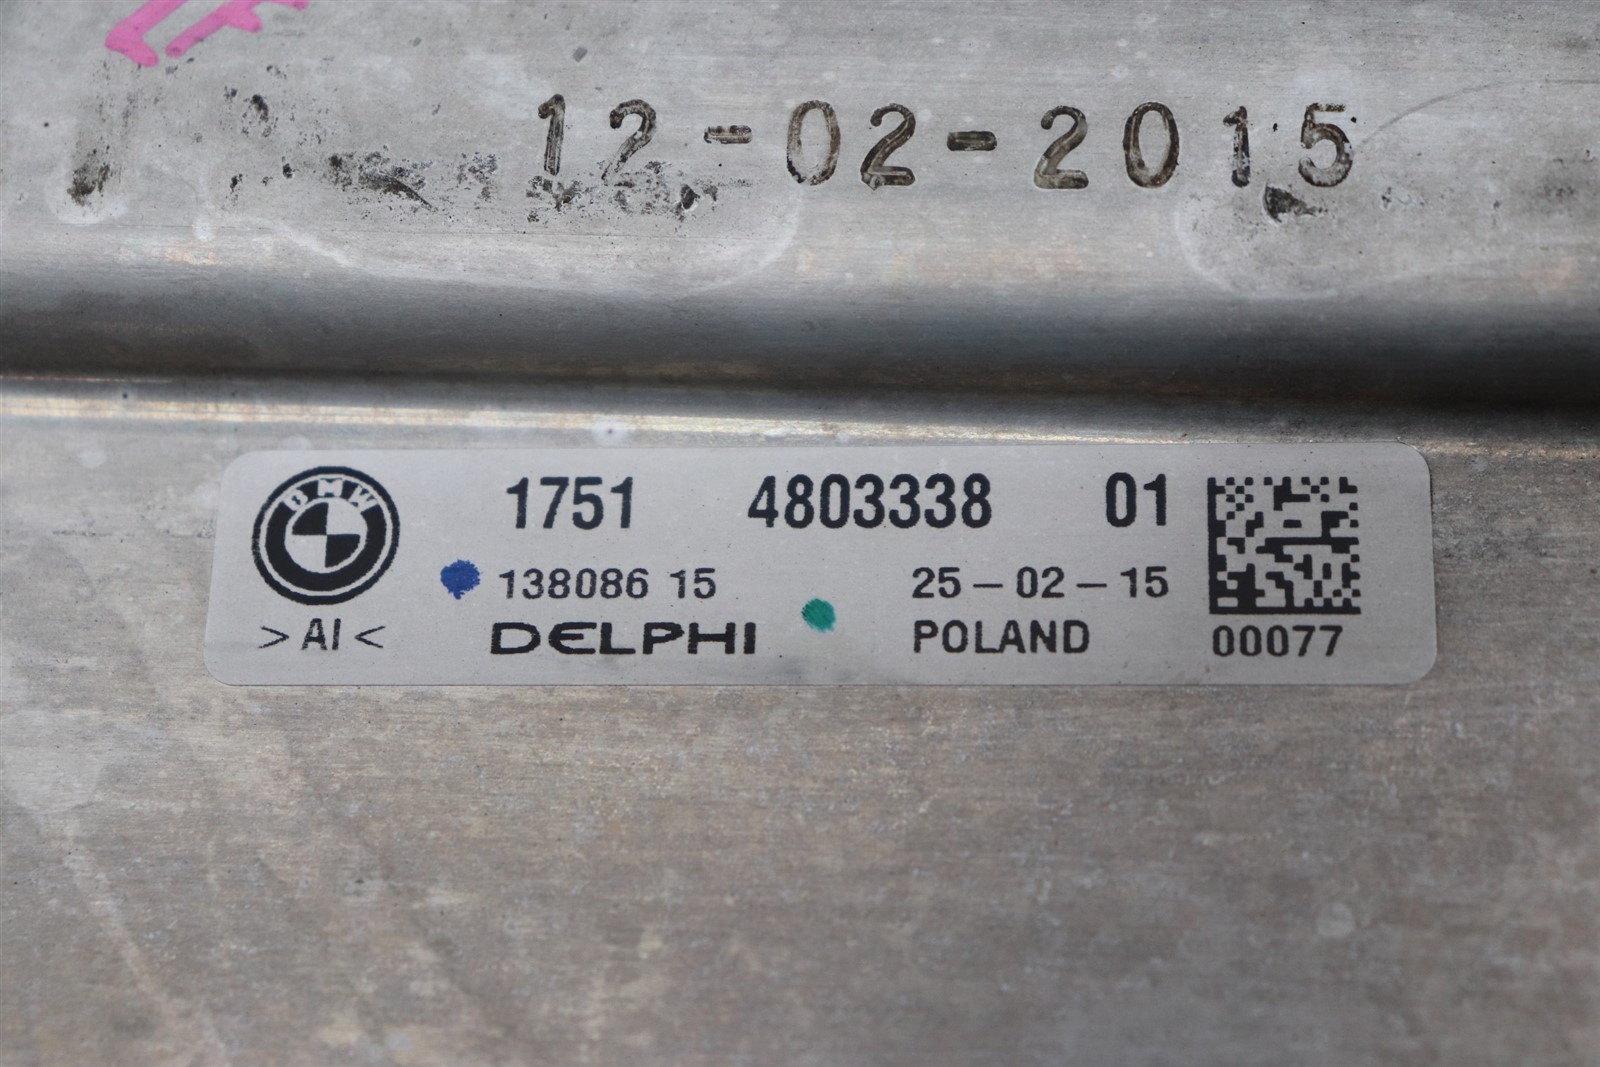 12-02-2015
BMW
1751 4803338 01
138086 15 25-02-15
>AI< DELPHI POLAND 00077